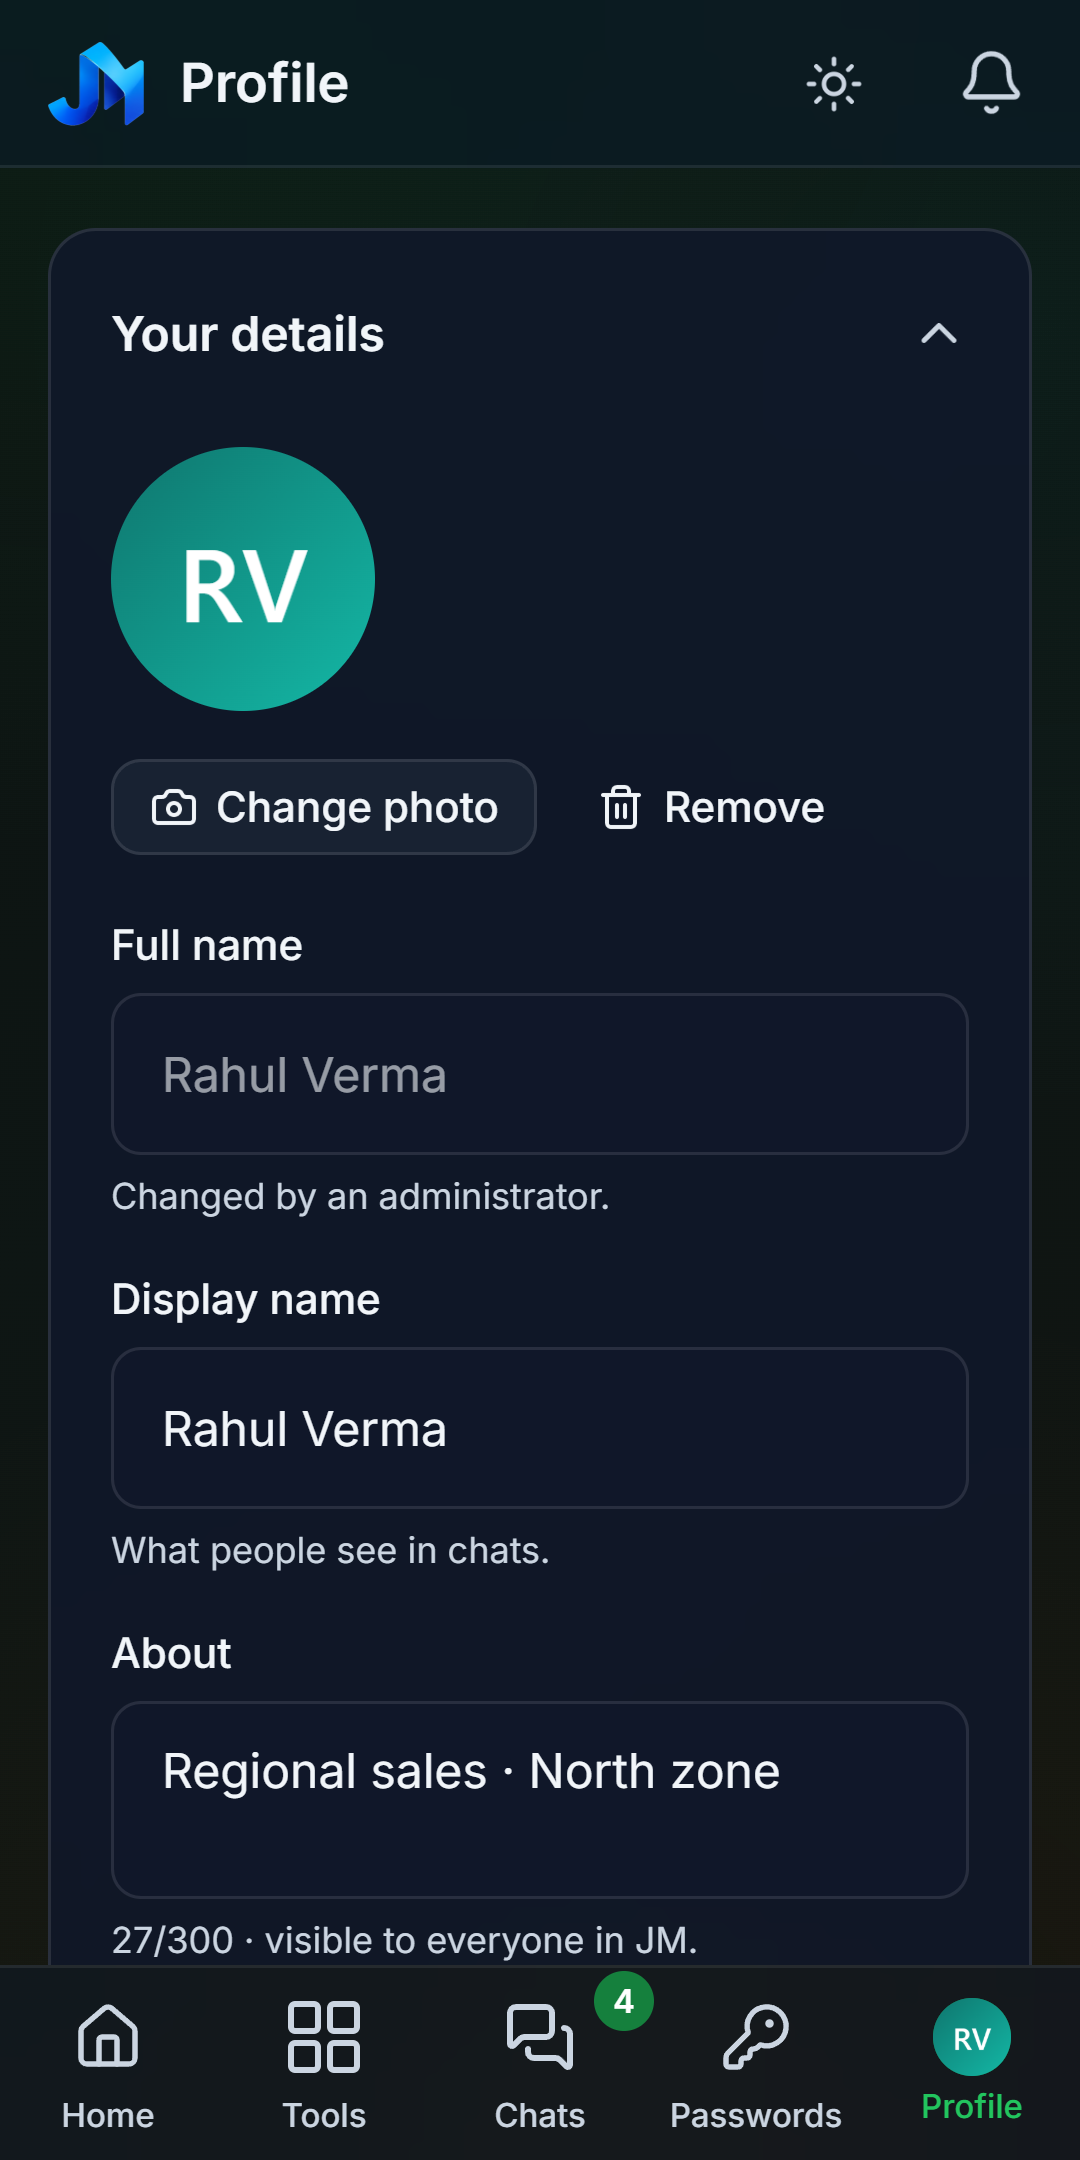 JM Profile
Your details
RV
Change photo Remove
Full name
Rahul Verma
Changed by an administrator.
Display name
Rahul Verma
What people see in chats.
About
Regional sales · North zone
27/300 · visible to everyone in JM.
4
RV
Home Tools Chats Passwords Profile